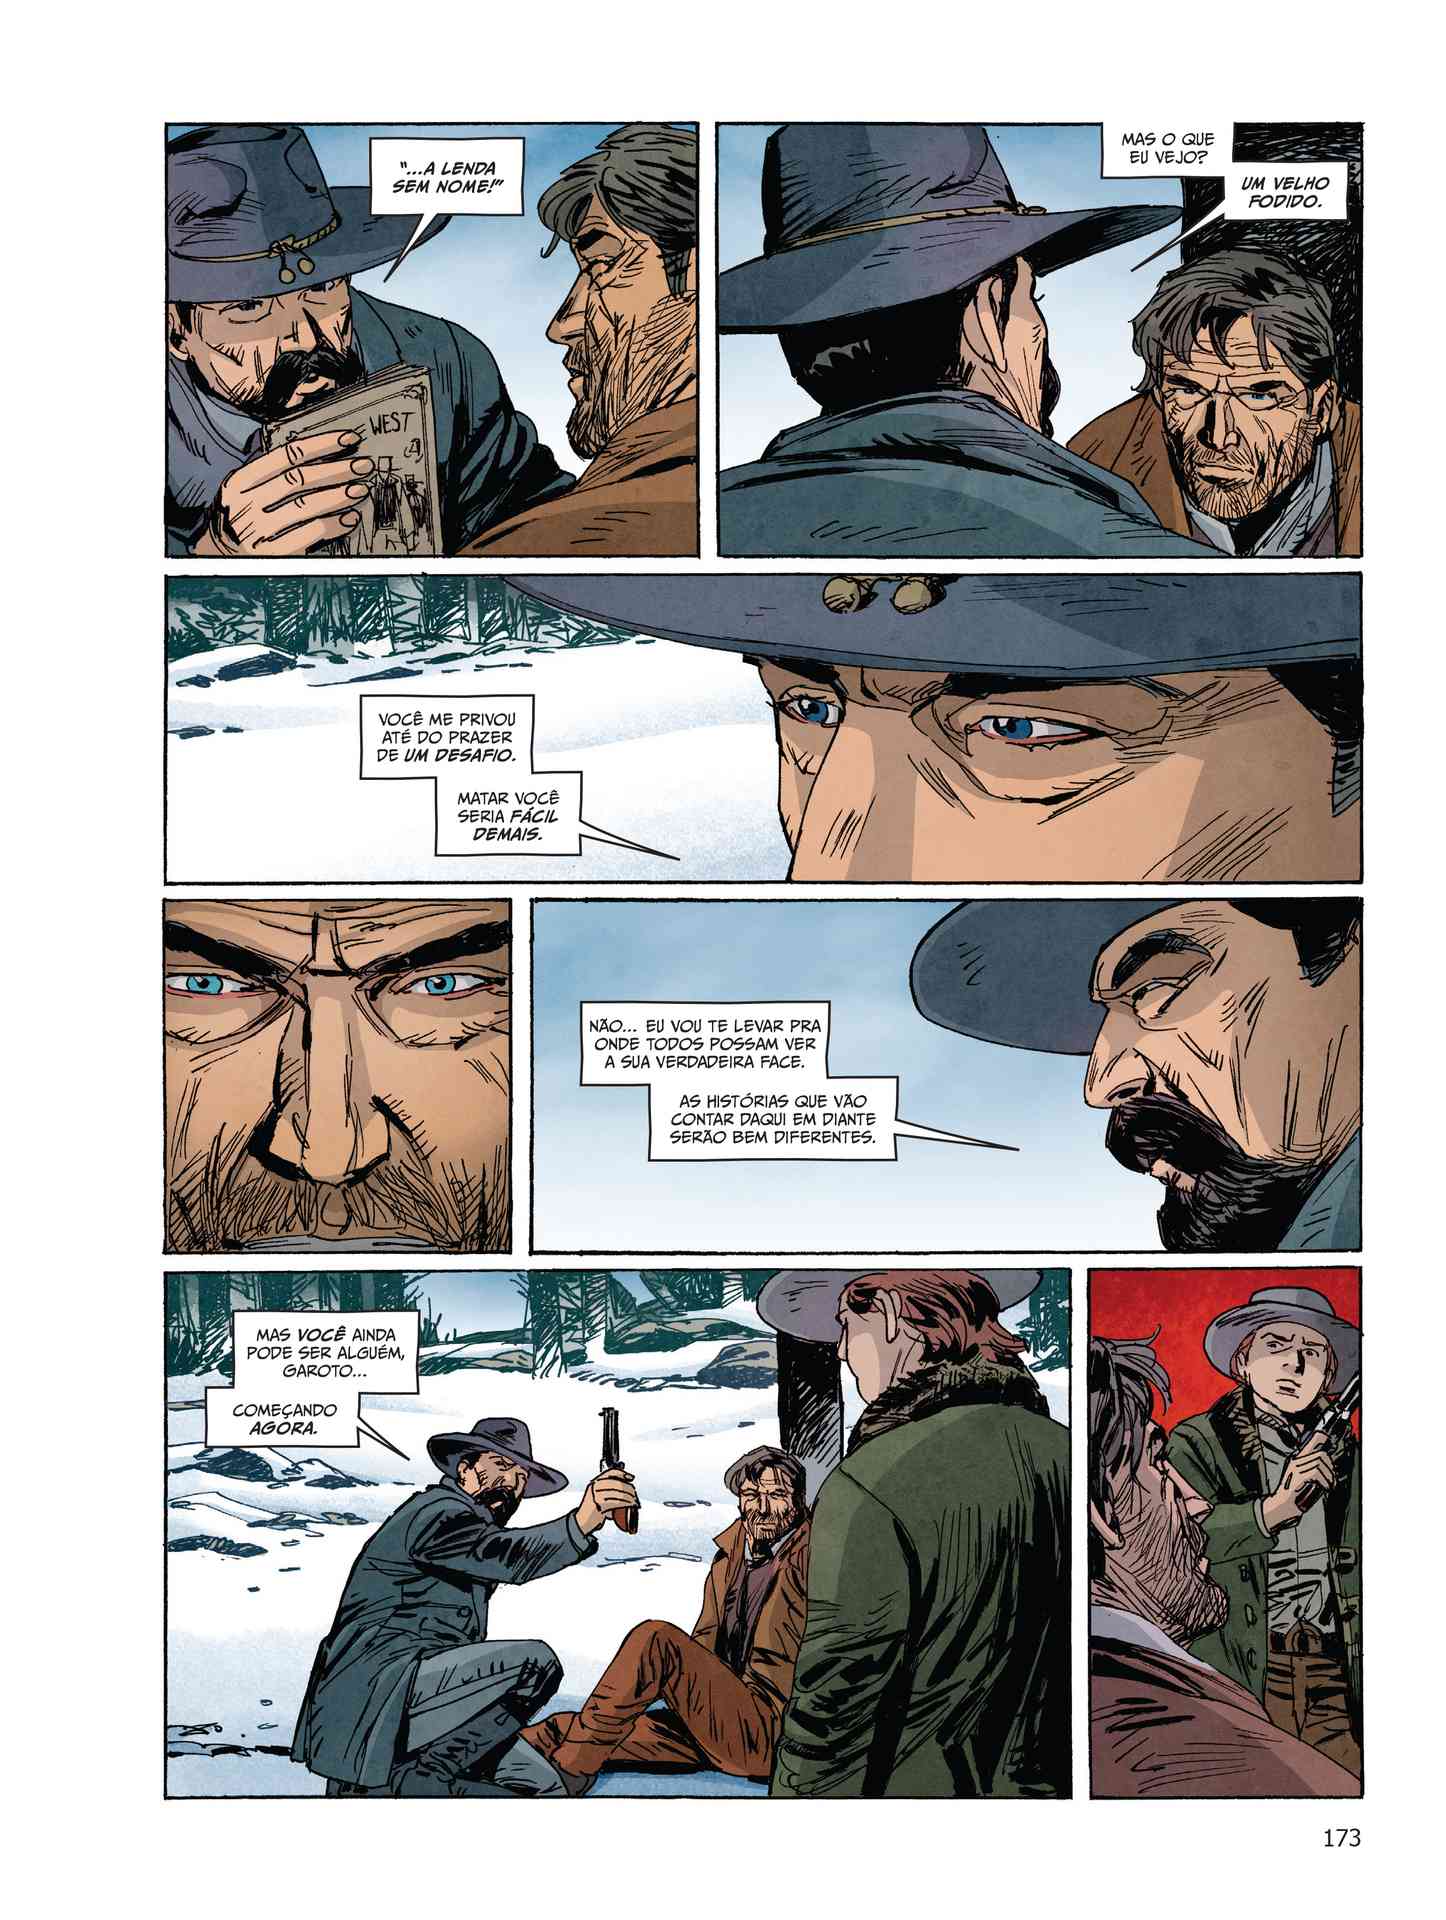 "...A LENDA
SEM NOME!"
WEST
MAS O QUE
EU VEJO?
UM VELHO
FODIDO.
VOCÊ ME PRIVOU
ATÉ DO PRAZER
DE UM DESAFIO.
MATAR VOCÊ
SERIA FÁCIL
DEMAIS.
NÃO... EU VOU TE LEVAR PRA
ONDE TODOS POSSAM VER
A SUA VERDADEIRA FACE.
AS HISTÓRIAS QUE VÃO
CONTAR DAQUI EM DIANTE
SERÃO BEM DIFERENTES.
MAS VOCÊ AINDA
PODE SER ALGUÉM,
GAROTO...
COMEÇANDO
AGORA.
173